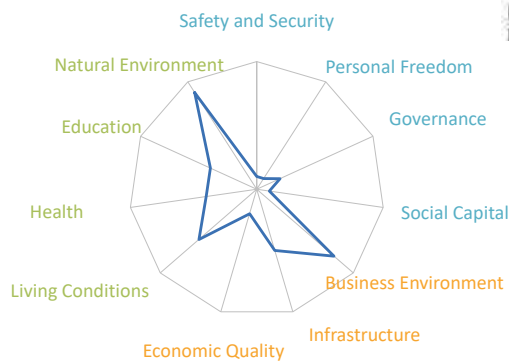 Safety and Security
Natural Environment
Personal Freedom
Education
Governance
Health
Social Capital
Living Conditions
Business Environment
Infrastructure
Economic Quality